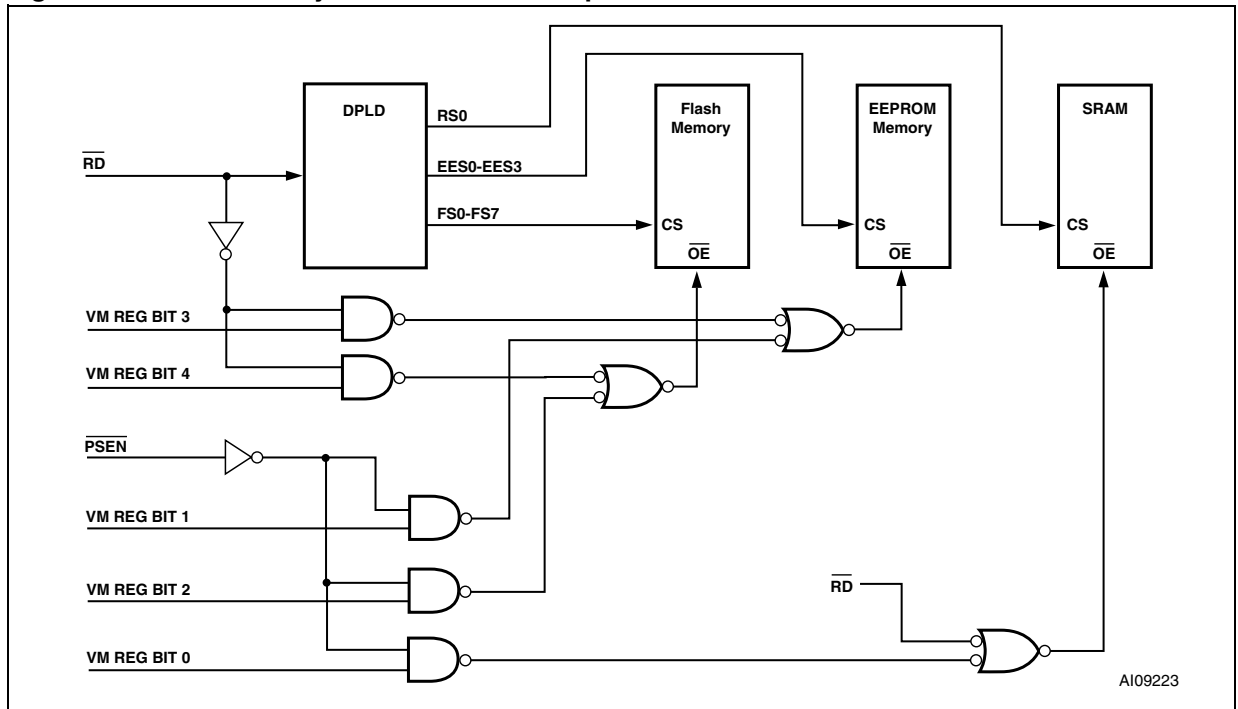 DPLD
RS0
EES0-EES3
FS0-FS7
Flash
Memory
CS
OE
EEPROM
Memory
CS
OE
SRAM
CS
OE
RD
VM REG BIT 3
VM REG BIT 4
PSEN
VM REG BIT 1
VM REG BIT 2
VM REG BIT 0
RD
AI09223